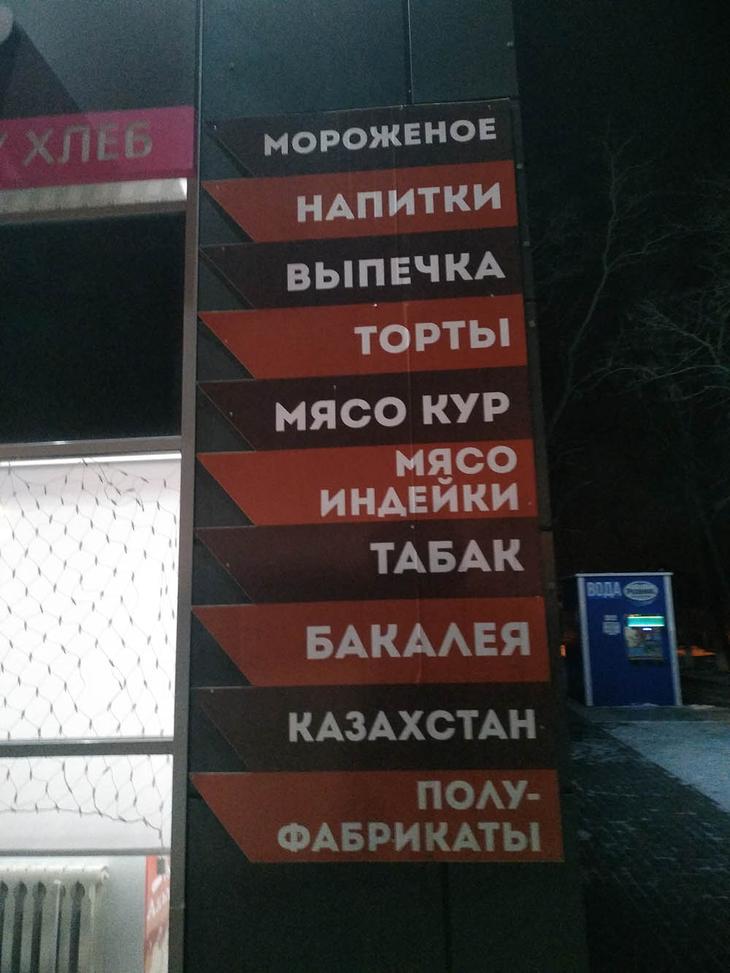 ХЛЕБ
МОРОЖЕНОЕ
НАПИТКИ
ВЫПЕЧКА
ТОРТЫ
МЯСО КУР
МЯСО
ИНДЕЙКИ
ТАБАК
БАКАЛЕЯ
КАЗАХСТАН
ПОЛУ-
ФАБРИКАТЫ
ВОДА